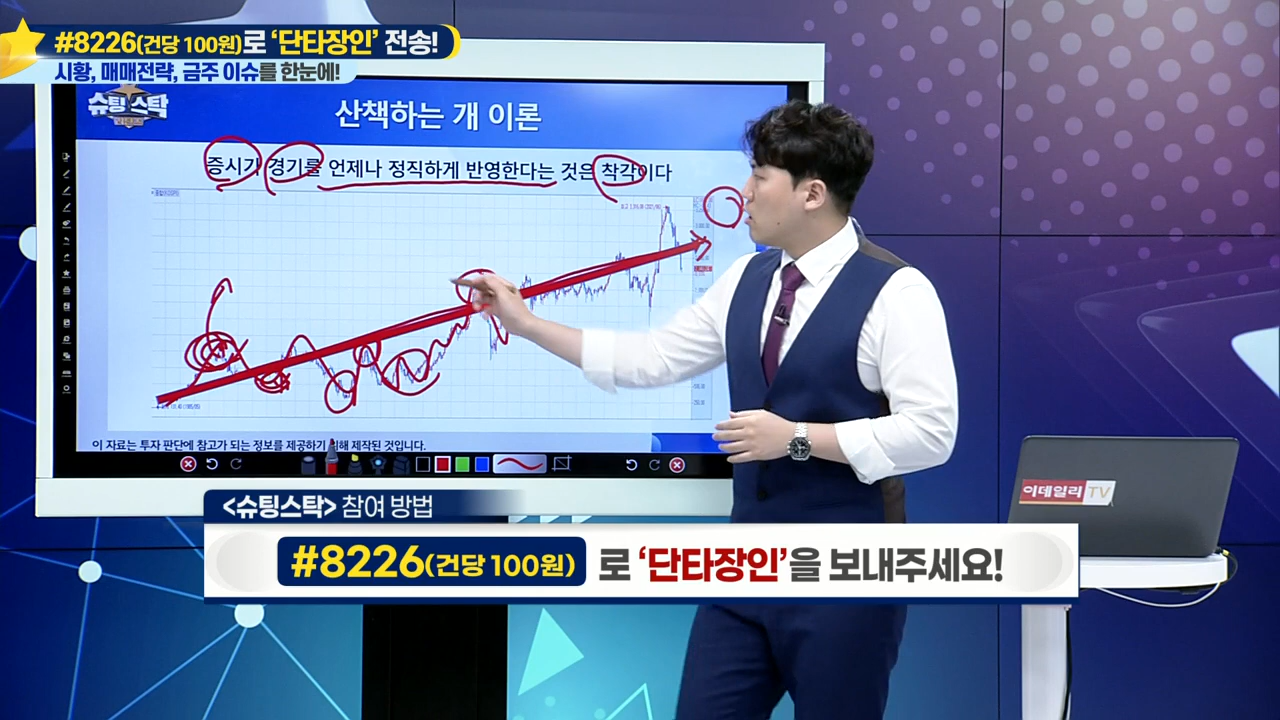 #8226(건당 100원)로 ‘단타장인’ 전송!
시황, 매매전략, 금주 이슈를 한눈에!
슈팅 스탁
산책하는 개 이론
증시가 경기를 언제나 정직하게 반영한다는 것은 착각이다
이 자료는 투자 판단에 참고가 되는 정보를 제공하기 위해 제작된 것입니다.
이데일리 TV
<슈팅스탁> 참여 방법
#8226(건당 100원) 로 ‘단타장인’을 보내주세요!